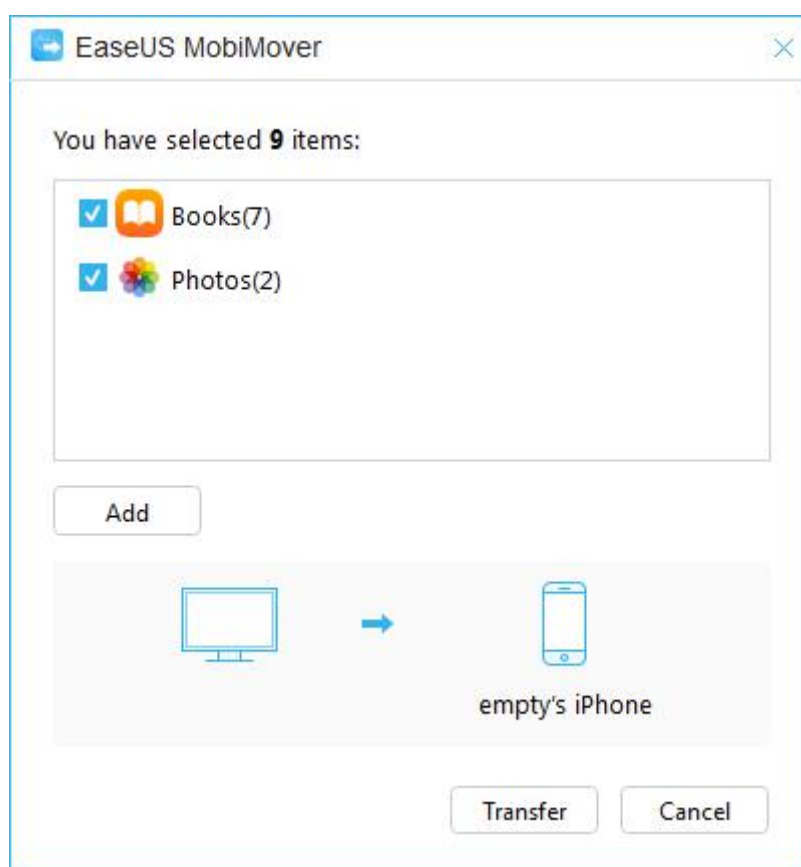 EaseUS MobiMover
You have selected 9 items:
Books(7)
Photos(2)
Add
empty's iPhone
Transfer Cancel